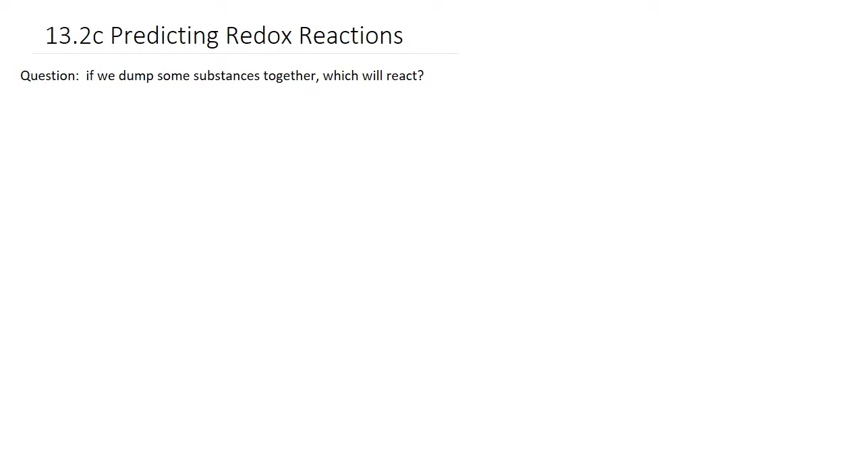 13.2c Predicting Redox Reactions
Question:  if we dump some substances together, which will react?